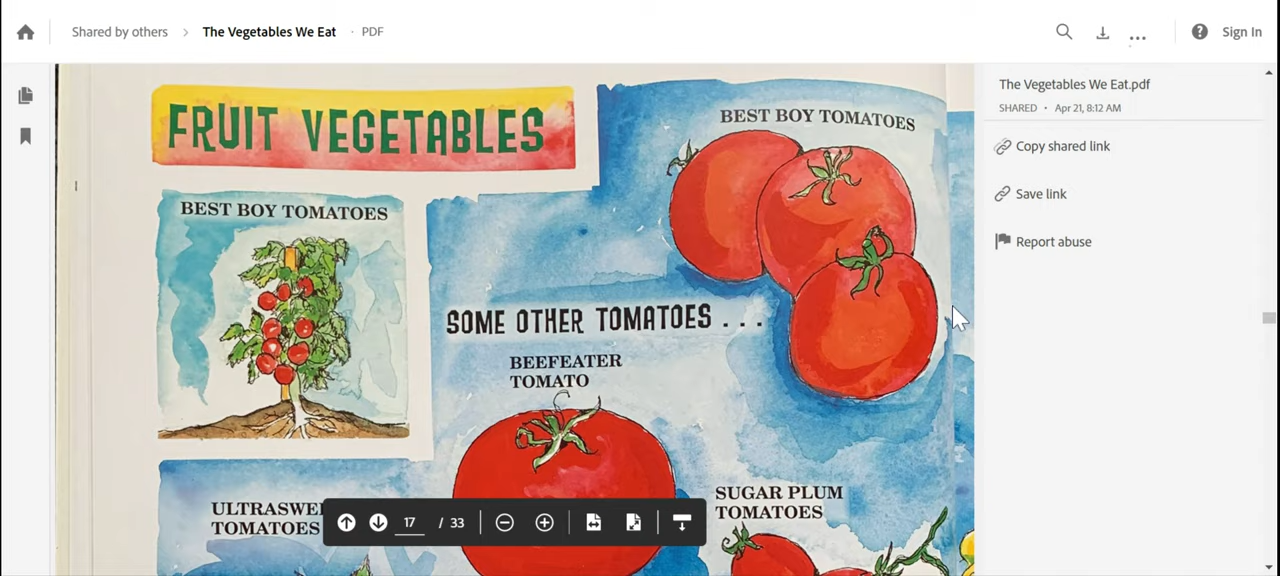 Shared by others > The Vegetables We Eat · PDF
Sign In
FRUIT VEGETABLES
BEST BOY TOMATOES
BEST BOY TOMATOES
SOME OTHER TOMATOES . . .
BEEFEATER
TOMATO
TOMATOES
SUGAR PLUM
TOMATOES
17 / 33
The Vegetables We Eat.pdf
SHARED • Apr 21, 8:12 AM
Copy shared link
Save link
Report abuse